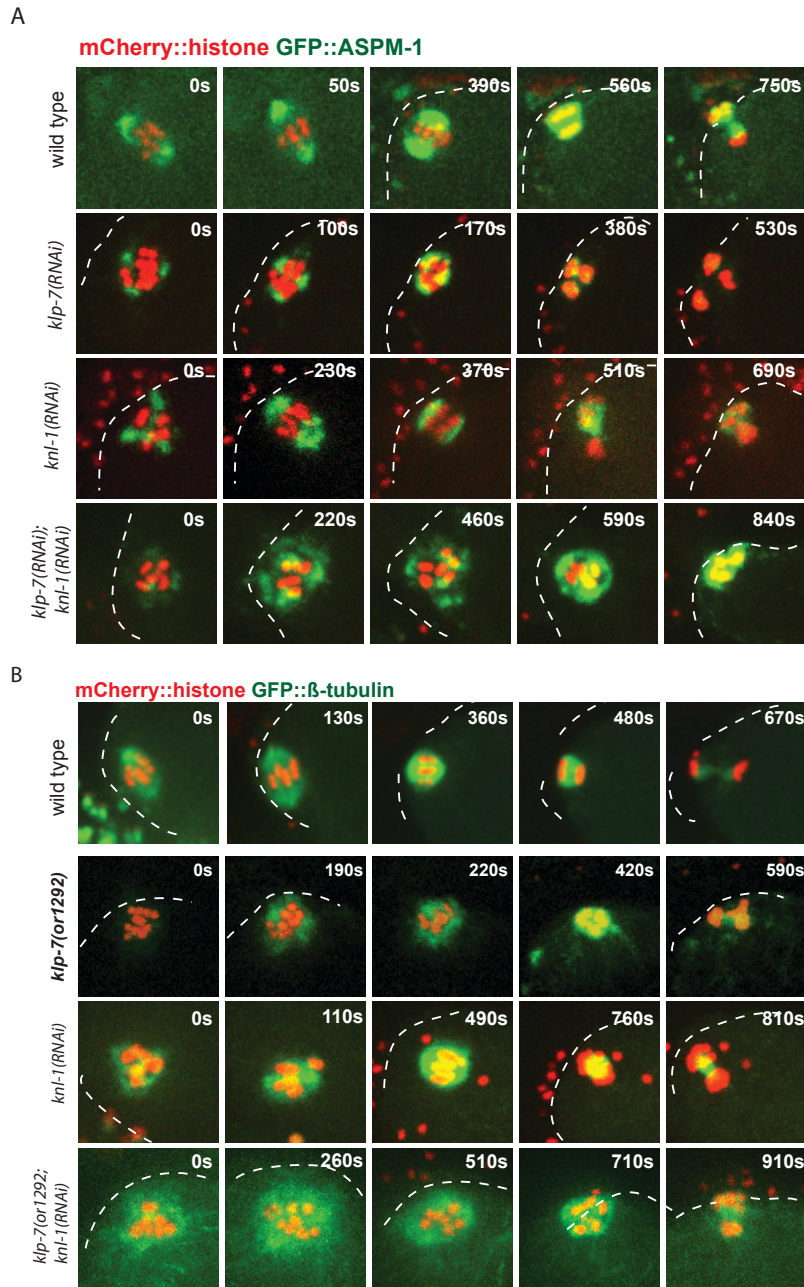 A
mCherry::histone GFP::ASPM-1
wild type
0s 50s 390s 560s 750s
klp-7(RNAi)
0s 100s 170s 380s 530s
knl-1(RNAi)
0s 230s 370s 510s 690s
klp-7(RNAi);
knl-1(RNAi)
0s 220s 460s 590s 840s
B
mCherry::histone GFP::ß-tubulin
wild type
0s 130s 360s 480s 670s
klp-7(or1292)
0s 190s 220s 420s 590s
knl-1(RNAi)
0s 110s 490s 760s 810s
klp-7(or1292;
knl-1(RNAi)
0s 260s 510s 710s 910s